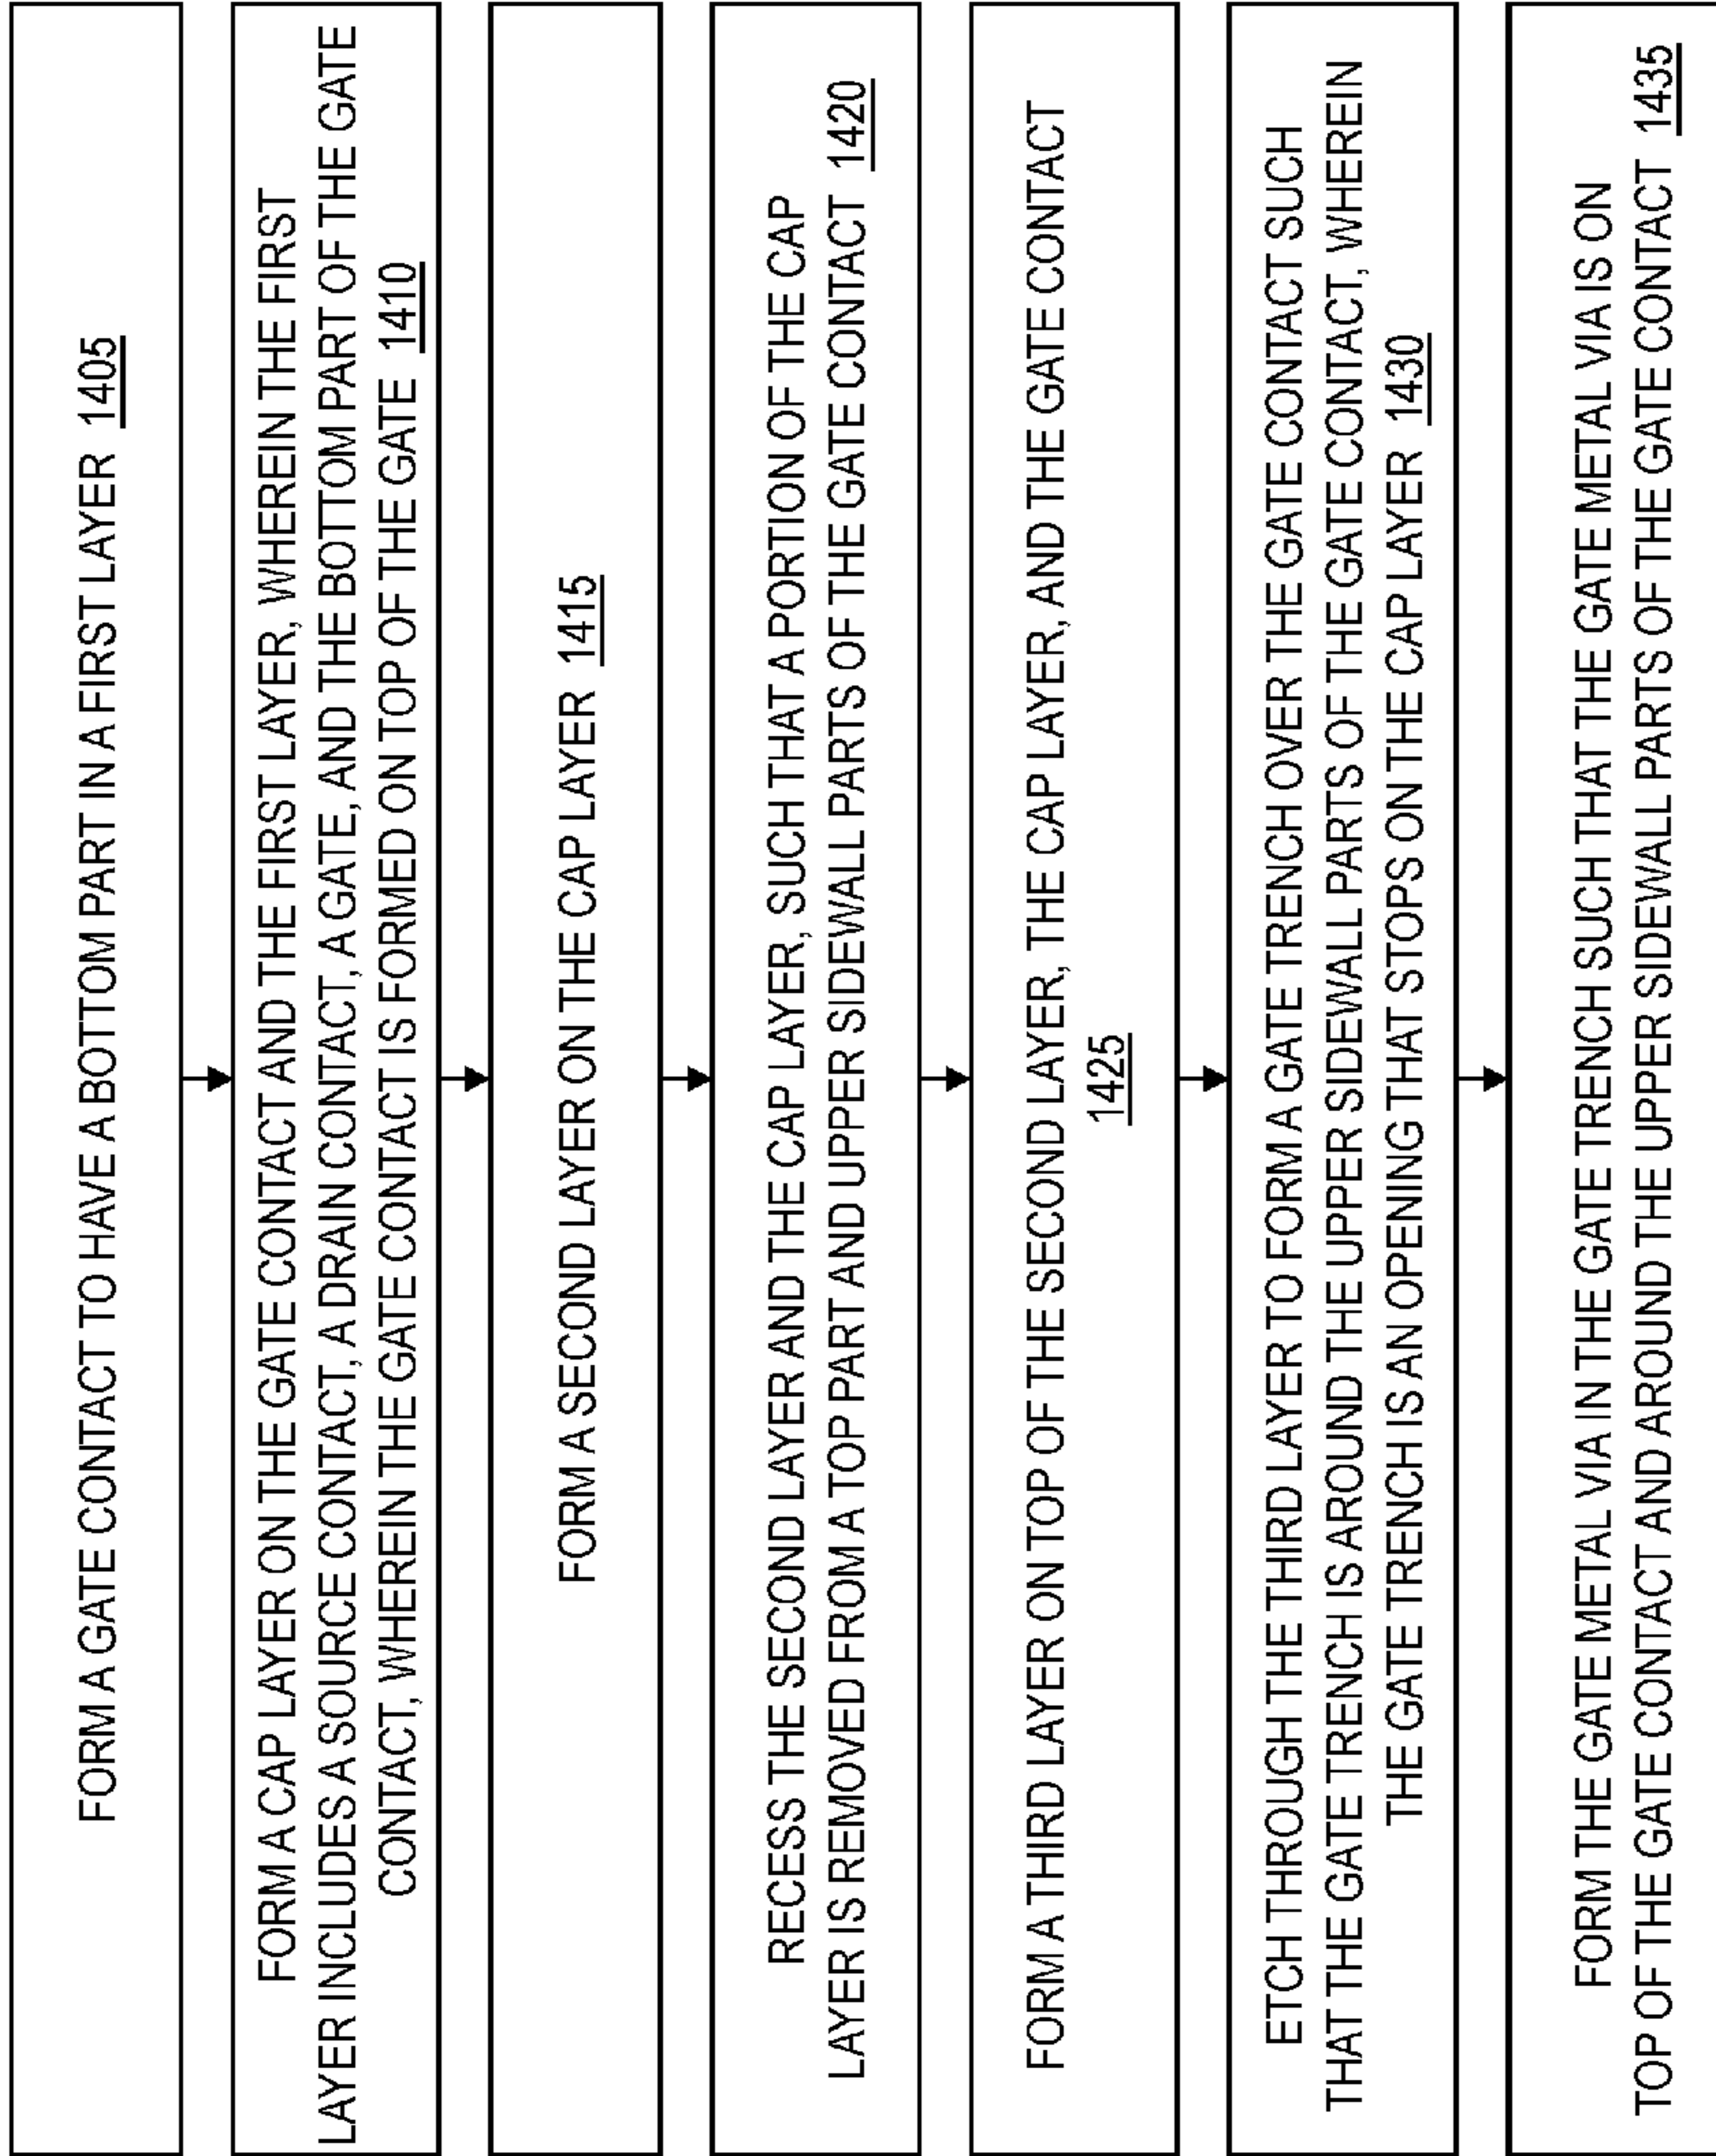 FORM A GATE CONTACT TO HAVE A BOTTOM PART IN A FIRST LAYER 1405
FORM A CAP LAYER ON THE GATE CONTACT AND THE FIRST LAYER, WHEREIN THE FIRST
LAYER INCLUDES A SOURCE CONTACT, A DRAIN CONTACT, A GATE, AND THE BOTTOM PART OF THE GATE
CONTACT, WHEREIN THE GATE CONTACT IS FORMED ON TOP OF THE GATE 1410
FORM A SECOND LAYER ON THE CAP LAYER 1415
RECESS THE SECOND LAYER AND THE CAP LAYER, SUCH THAT A PORTION OF THE CAP
LAYER IS REMOVED FROM A TOP PART AND UPPER SIDEWALL PARTS OF THE GATE CONTACT 1420
FORM A THIRD LAYER ON TOP OF THE SECOND LAYER, THE CAP LAYER, AND THE GATE CONTACT
1425
ETCH THROUGH THE THIRD LAYER TO FORM A GATE TRENCH OVER THE GATE CONTACT SUCH
THAT THE GATE TRENCH IS AROUND THE UPPER SIDEWALL PARTS OF THE GATE CONTACT, WHEREIN
THE GATE TRENCH IS AN OPENING THAT STOPS ON THE CAP LAYER 1430
FORM THE GATE METAL VIA IN THE GATE TRENCH SUCH THAT THE GATE METAL VIA IS ON
TOP OF THE GATE CONTACT AND AROUND THE UPPER SIDEWALL PARTS OF THE GATE CONTACT 1435